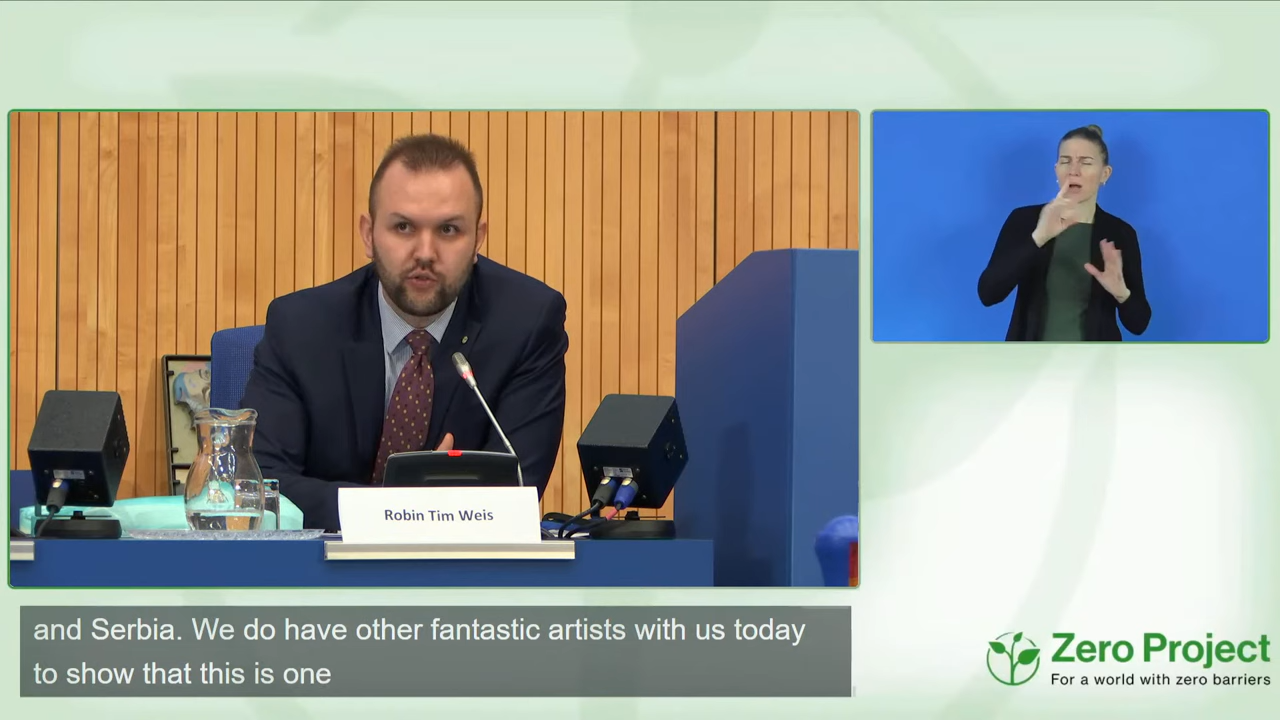 Robin Tim Weis
and Serbia. We do have other fantastic artists with us today
to show that this is one
Zero Project
For a world with zero barriers